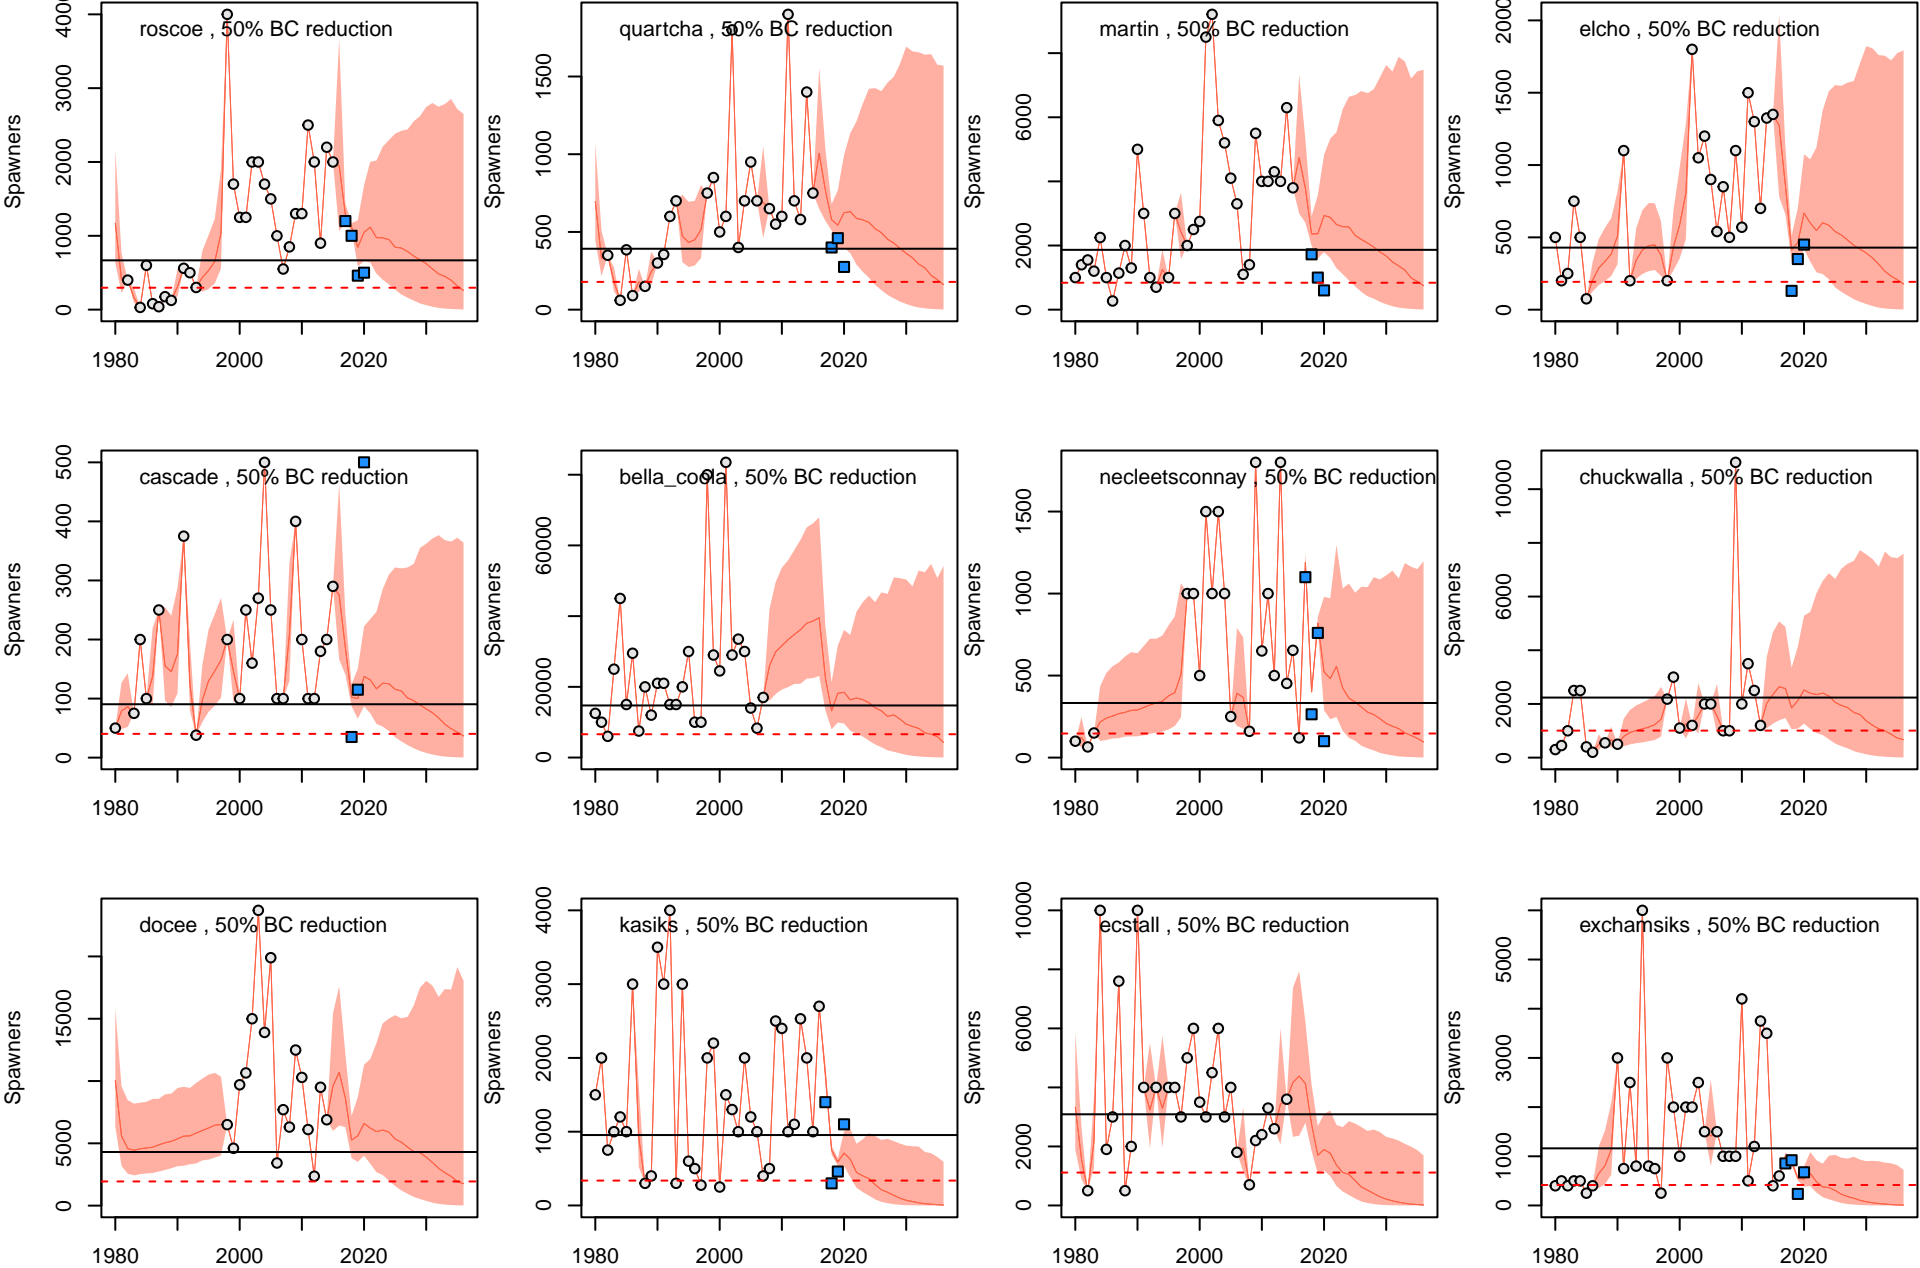 roscoe , 50% BC reduction
Spawners
0 1000 2000 3000 4000
1980 2000 2020
quartcha , 50% BC reduction
Spawners
0 500 1000 1500
1980 2000 2020
martin , 50% BC reduction
Spawners
0 2000 6000
1980 2000 2020
elcho , 50% BC reduction
Spawners
0 500 1000 1500 2000
1980 2000 2020
cascade , 50% BC reduction
Spawners
0 100 200 300 400 500
1980 2000 2020
bella_coola , 50% BC reduction
Spawners
0 20000 60000
1980 2000 2020
necleetsconnay , 50% BC reduction
Spawners
0 500 1000 1500
1980 2000 2020
chuckwalla , 50% BC reduction
Spawners
0 2000 6000 10000
1980 2000 2020
docee , 50% BC reduction
Spawners
0 5000 15000
1980 2000 2020
kasiks , 50% BC reduction
Spawners
0 1000 2000 3000 4000
1980 2000 2020
ecstall , 50% BC reduction
Spawners
0 2000 6000 10000
1980 2000 2020
exchamsiks , 50% BC reduction
Spawners
0 1000 3000 5000
1980 2000 2020